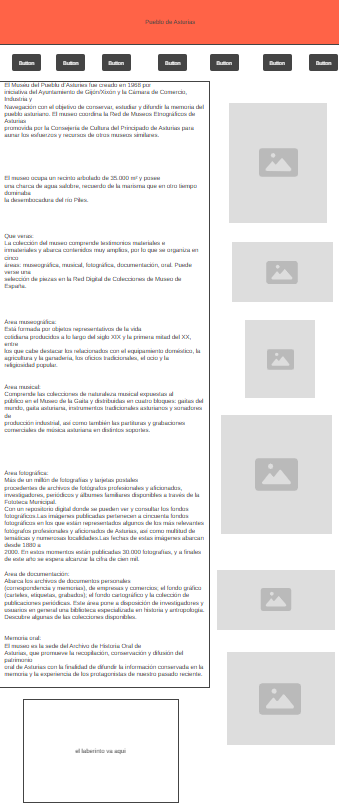 Pueblo de Asturias
Button Button Button Button Button Button Button
El Museo del Pueblo d'Asturies fue creado en 1968 por
iniciativa del Ayuntamiento de Gijón/Xixón y la Cámara de Comercio,
Industria y
Navegación con el objetivo de conservar, estudiar y difundir la memoria del
pueblo asturiano. El museo coordina la Red de Museos Etnográficos de
Asturias
promovida por la Consejería de Cultura del Principado de Asturias para
aunar los esfuerzos y recursos de otros museos similares.
El museo ocupa un recinto arbolado de 35.000 m² y posee
una charca de agua salobre, recuerdo de la marisma que en otro tiempo
dominaba
la desembocadura del río Piles.
Que veras:
La colección del museo comprende testimonios materiales e
inmateriales y abarca contenidos muy amplios, por lo que se organiza en
cinco
áreas: museográfica, musical, fotográfica, documentación, oral. Puede
verse una
selección de piezas en la Red Digital de Colecciones de Museo de
España.
Área museográfica:
Está formada por objetos representativos de la vida
cotidiana producidos a lo largo del siglo XIX y la primera mitad del XX,
entre
los que cabe destacar los relacionados con el equipamiento doméstico, la
agricultura y la ganadería, los oficios tradicionales, el ocio y la
religiosidad popular.
Área musical:
Comprende las colecciones de naturaleza musical expuestas al
público en el Museo de la Gaita y distribuidas en cuatro bloques: gaitas del
mundo, gaita asturiana, instrumentos tradicionales asturianos y sonadores
de
producción industrial, así como también las partituras y grabaciones
comerciales de música asturiana en distintos soportes.
Área fotográfica:
Más de un millón de fotografías y tarjetas postales
procedentes de archivos de fotógrafos profesionales y aficionados,
investigadores, periódicos y álbumes familiares disponibles a través de la
Fototeca Municipal.
Con un repositorio digital donde se pueden ver y consultar los fondos
fotográficos.Las imágenes publicadas pertenecen a cincuenta fondos
fotográficos en los que están representados algunos de los más relevantes
fotógrafos profesionales y aficionados de Asturias, así como multitud de
temáticas y numerosas localidades.Las fechas de estas imágenes abarcan
desde 1880 a
2000. En estos momentos están publicadas 30.000 fotografías, y a finales
de este año se espera alcanzar la cifra de cien mil.
Área de documentación:
Abarca los archivos de documentos personales
(correspondencia y memorias), de empresas y comercios; el fondo gráfico
(carteles, etiquetas, grabados), el fondo cartográfico y la colección de
publicaciones periódicas. Este área pone a disposición de investigadores y
usuarios en general una biblioteca especializada en historia y antropología.
Descubre algunas de las colecciones disponibles.
Memoria oral:
El museo es la sede del Archivo de Historia Oral de
Asturias, que promueve la recopilación, conservación y difusión del
patrimonio
oral de Asturias con la finalidad de difundir la información conservada en la
memoria y la experiencia de los protagonistas de nuestro pasado reciente.
el laberinto va aqui